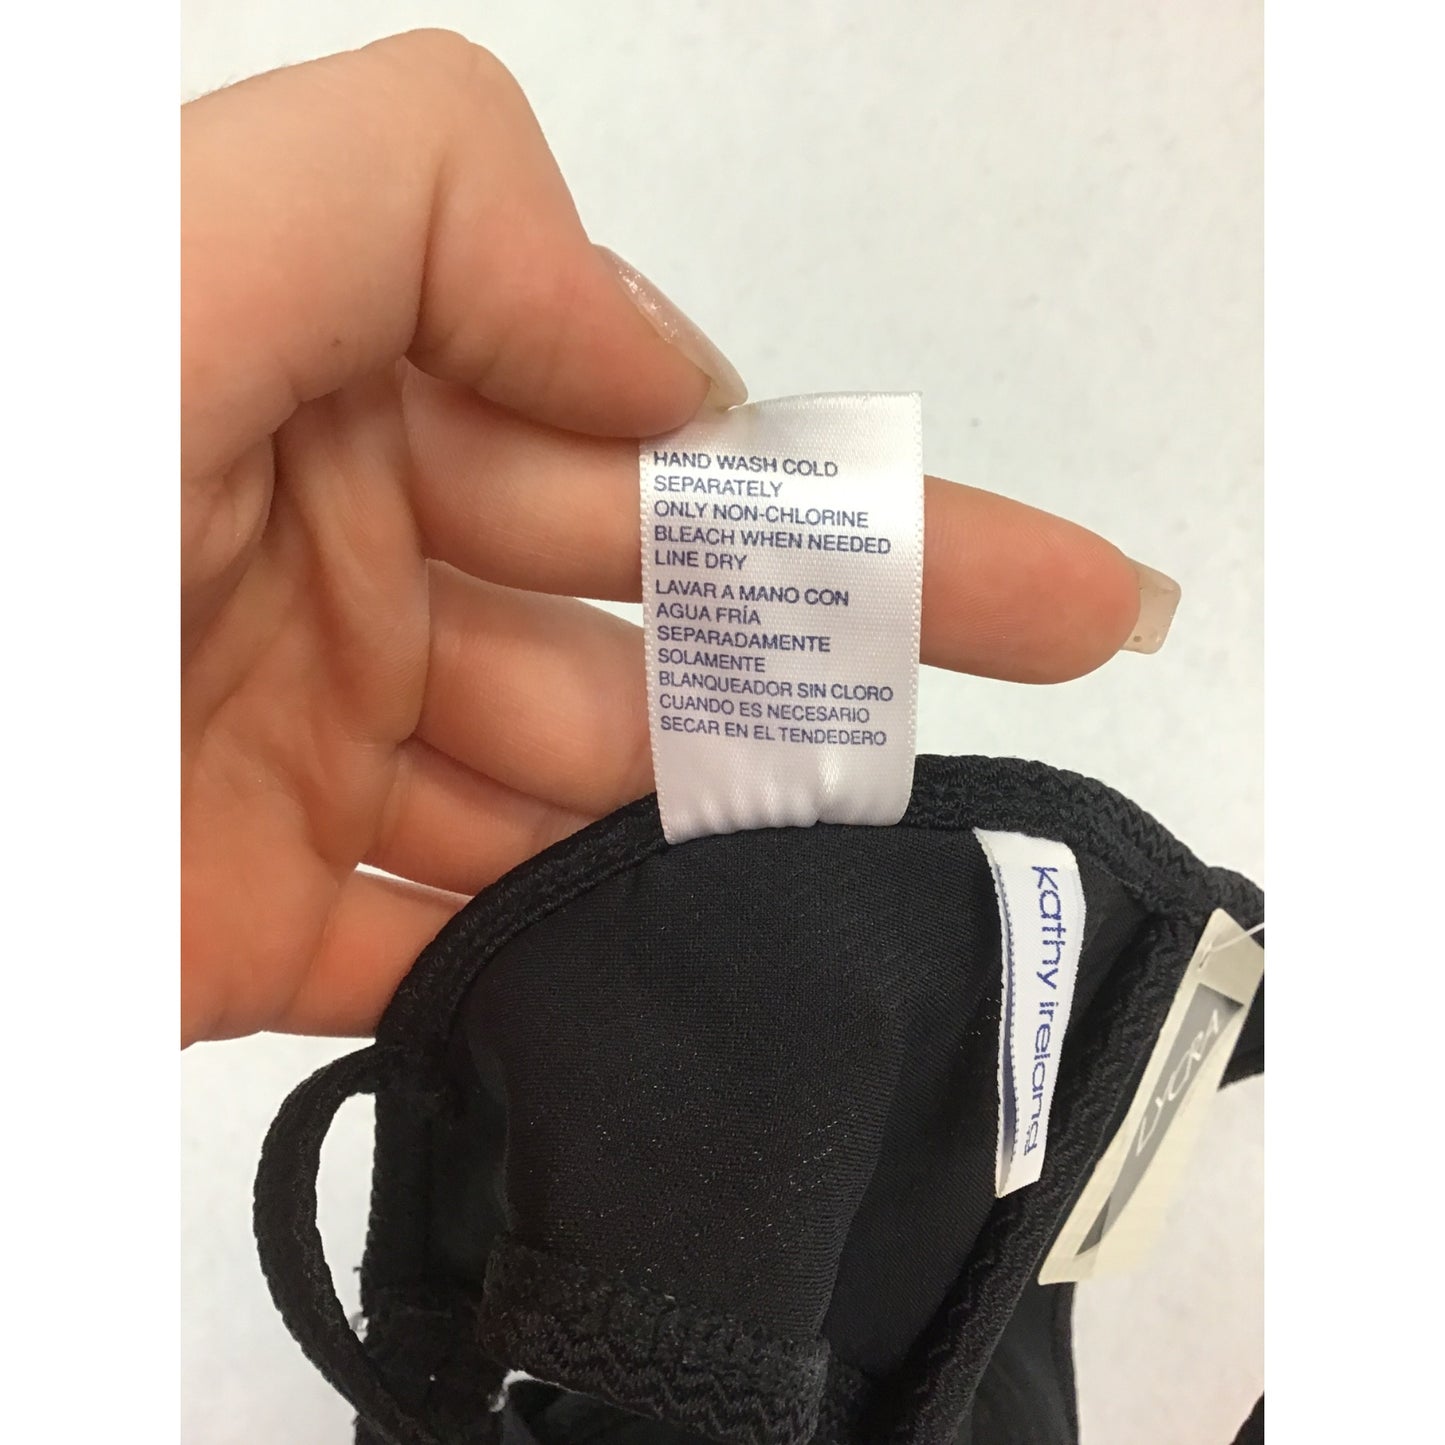 HAND WASH COLD
SEPARATELY
ONLY NON-CHLORINE
BLEACH WHEN NEEDED
LINE DRY
LAVAR A MANO CON
AGUA FRÍA
SEPARADAMENTE
SOLAMENTE
BLANQUEADOR SIN CLORO
CUANDO ES NECESARIO
SECAR EN EL TENDEDERO
kathy ireland
LYCRA